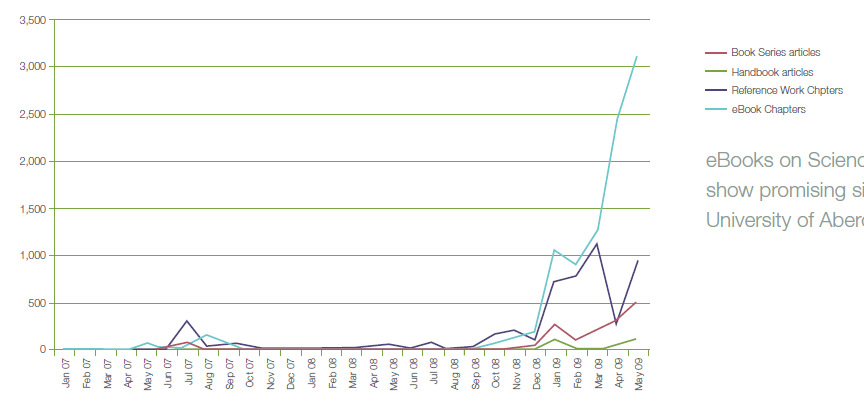 3,500
3,000
2,500
2,000
1,500
1,000
500
0
Jan 07
Feb 07
Mar 07
Apr 07
May 07
Jun 07
Jul 07
Aug 07
Sep 07
Oct 07
Nov 07
Dec 07
Jan 08
Feb 08
Mar 08
Apr 08
May 08
Jun 08
Jul 08
Aug 08
Sep 08
Oct 08
Nov 08
Dec 08
Jan 09
Feb 09
Mar 09
Apr 09
May 09
Book Series articles
Handbook articles
Reference Work Chpters
eBook Chapters
eBooks on Scienc
show promising si
University of Aberd